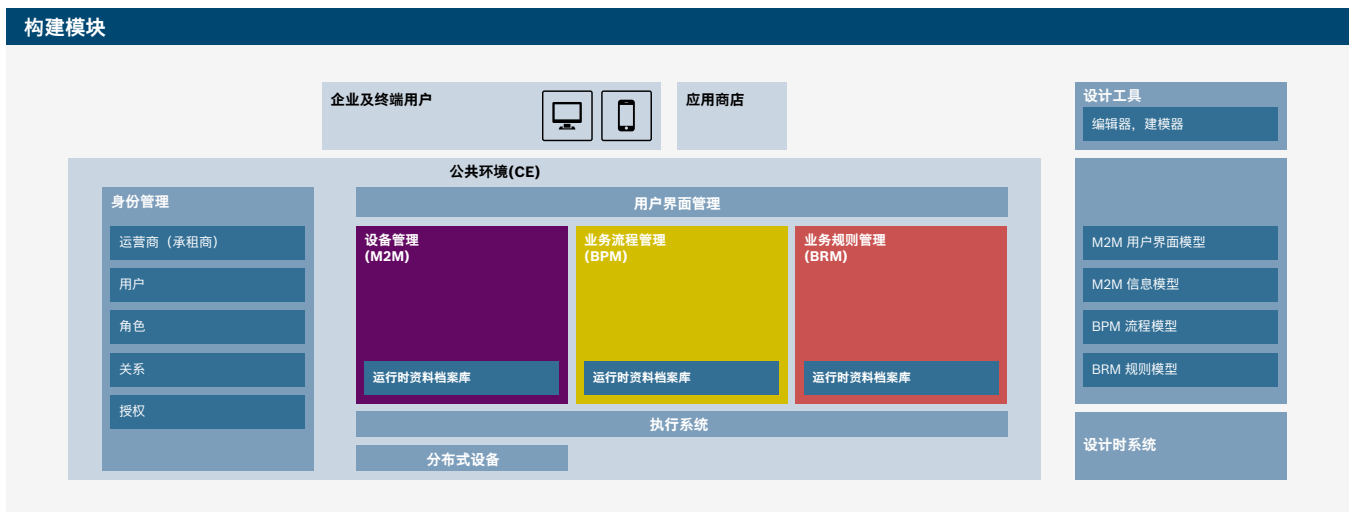 构建模块
企业及终端用户
应用商店
设计工具
编辑器，建模器
公共环境(CE)
身份管理
运营商（承租商）
用户
角色
关系
授权
用户界面管理
设备管理
(M2M)
业务流程管理
(BPM)
业务规则管理
(BRM)
运行时资料档案库
运行时资料档案库
运行时资料档案库
执行系统
分布式设备
M2M 用户界面模型
M2M 信息模型
BPM 流程模型
BRM 规则模型
设计时系统